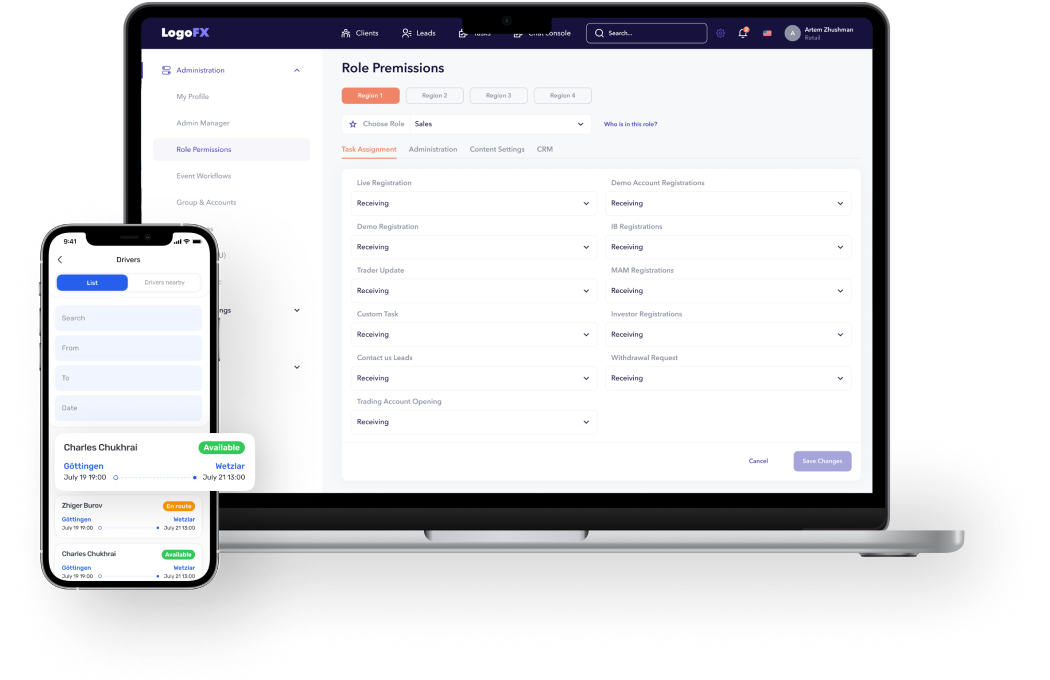 LogoFX
Clients
Leads
Tasks
Chat console
Search...
A
Artem Zhushman
Retail
Administration
My Profile
Admin Manager
Role Permissions
Event Workflows
Group & Accounts
Role Premissions
Region 1
Region 2
Region 3
Region 4
Choose Role
Sales
Who is in this role?
Task Assignment
Administration
Content Settings
CRM
Live Registration
Receiving
Demo Account Registrations
Receiving
Demo Registration
Receiving
IB Registrations
Receiving
Trader Update
Receiving
MAM Registrations
Receiving
Custom Task
Receiving
Investor Registrations
Receiving
Contact us Leads
Receiving
Withdrawal Request
Receiving
Trading Account Opening
Receiving
Cancel
Save Changes
9:41
Drivers
List
Drivers nearby
Search
From
To
Date
Charles Chukhrai
Available
Göttingen
Wetzlar
July 19 19:00
July 21 13:00
Zhiger Burov
En route
Göttingen
Wetzlar
July 19 19:00
July 21 13:00
Charles Chukhrai
Available
Göttingen
Wetzlar
July 19 19:00
July 21 13:00